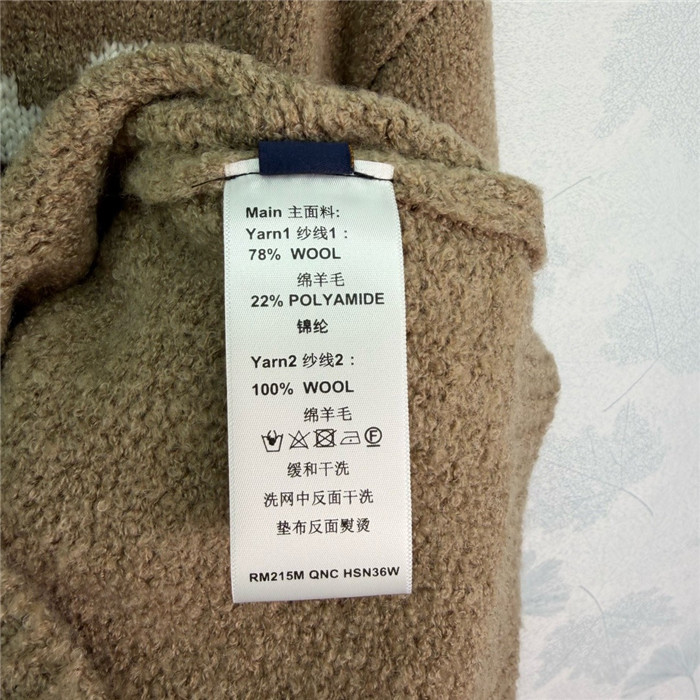 Main 主面料:
Yarn1 纱线1：
78% WOOL
绵羊毛
22% POLYAMIDE
锦纶
Yarn2 纱线2：
100% WOOL
绵羊毛
F
缓和干洗
洗网中反面干洗
垫布反面熨烫
RM215M QNC HSN36W